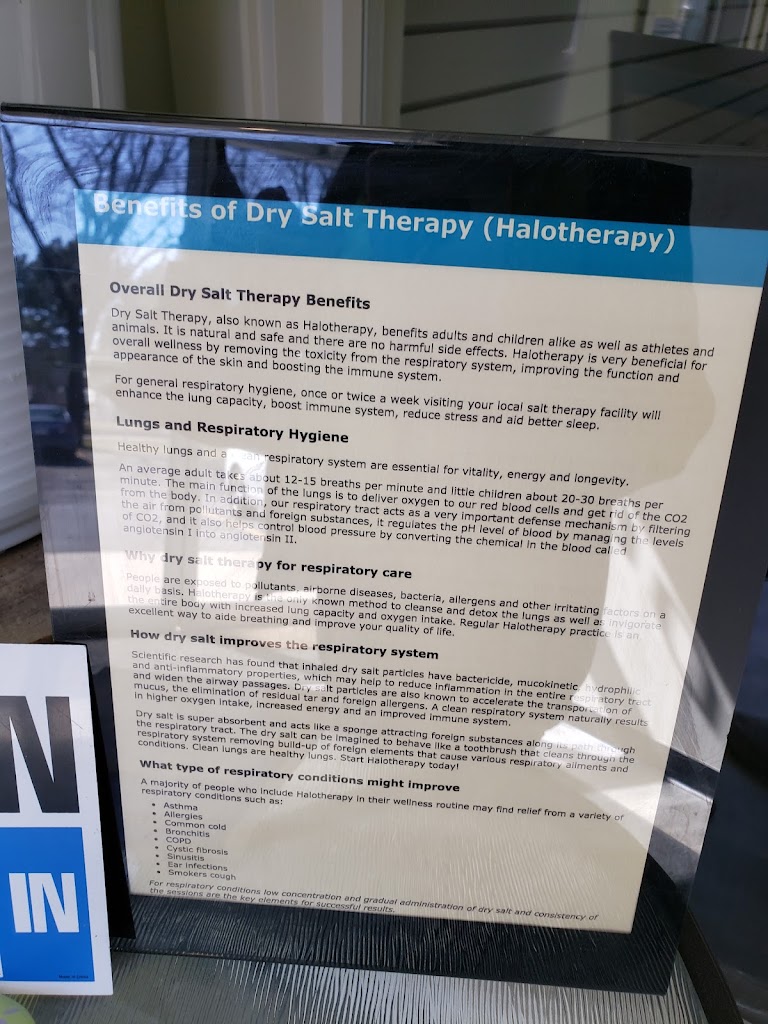 Benefits of Dry Salt Therapy (Halotherapy)
Overall Dry Salt Therapy Benefits
Dry Salt Therapy, also known as Halotherapy, benefits adults and children alike as well as athletes and
animals. It is natural and safe and there are no harmful side effects. Halotherapy is very beneficial for
overall wellness by removing the toxicity from the respiratory system, improving the function and
appearance of the skin and boosting the immune system.
For general respiratory hygiene, once or twice a week visiting your local salt therapy facility will
enhance the lung capacity, boost immune system, reduce stress and aid better sleep.
Lungs and Respiratory Hygiene
Healthy lungs and a respiratory system are essential for vitality, energy and longevity.
An average adult takes about 12-15 breaths per minute and little children about 20-30 breaths per
minute. The main function of the lungs is to deliver oxygen to our red blood cells and get rid of the CO2
from the body. In addition, our respiratory tract acts as a very important defense mechanism by filtering
the air from pollutants and foreign substances, it regulates the pH level of blood by managing the levels
of CO2, and it also helps control blood pressure by converting the chemical in the blood called
angiotensin I into angiotensin II.
Why dry salt therapy for respiratory care
People are exposed to pollutants, airborne diseases, bacteria, allergens and other irritating factors on a
daily basis. Halotherapy is the only known method to cleanse and detox the lungs as well as invigorate
the entire body with increased lung capacity and oxygen intake. Regular Halotherapy practice is an
excellent way to aide breathing and improve your quality of life.
How dry salt improves the respiratory system
Scientific research has found that inhaled dry salt particles have bactericide, mucokinetic, hydrophilic
and anti-inflammatory properties, which may help to reduce inflammation in the entire respiratory tract
and widen the airway passages. Dry salt particles are also known to accelerate the transportation of
mucus, the elimination of residual tar and foreign allergens. A clean respiratory system naturally results
in higher oxygen intake, increased energy and an improved immune system.
Dry salt is super absorbent and acts like a sponge attracting foreign substances along its path through
the respiratory tract. The dry salt can be imagined to behave like a toothbrush that cleans through the
respiratory system removing build-up of foreign elements that cause various respiratory ailments and
conditions. Clean lungs are healthy lungs. Start Halotherapy today!
What type of respiratory conditions might improve
A majority of people who include Halotherapy in their wellness routine may find relief from a variety of
respiratory conditions such as:
• Asthma
• Allergies
• Common cold
• Bronchitis
• COPD
• Cystic fibrosis
• Sinusitis
• Ear infections
• Smokers cough
For respiratory conditions low concentration and gradual administration of dry salt and consistency of
the sessions are the key elements for successful results.
N
IN